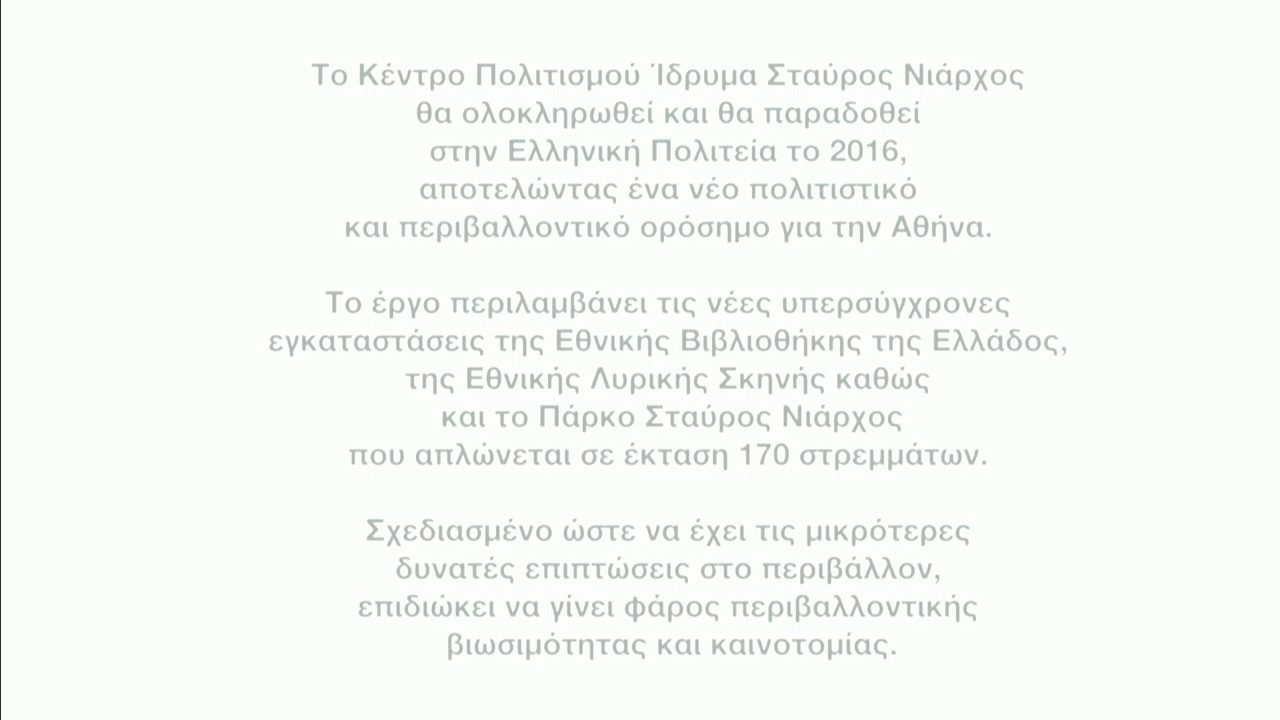 Το Κέντρο Πολιτισμού Ίδρυμα Σταύρος Νιάρχος
θα ολοκληρωθεί και θα παραδοθεί
στην Ελληνική Πολιτεία το 2016,
αποτελώντας ένα νέο πολιτιστικό
και περιβαλλοντικό ορόσημο για την Αθήνα.
Το έργο περιλαμβάνει τις νέες υπερσύγχρονες
εγκαταστάσεις της Εθνικής Βιβλιοθήκης της Ελλάδος,
της Εθνικής Λυρικής Σκηνής καθώς
και το Πάρκο Σταύρος Νιάρχος
που απλώνεται σε έκταση 170 στρεμμάτων.
Σχεδιασμένο ώστε να έχει τις μικρότερες
δυνατές επιπτώσεις στο περιβάλλον,
επιδιώκει να γίνει φάρος περιβαλλοντικής
βιωσιμότητας και καινοτομίας.